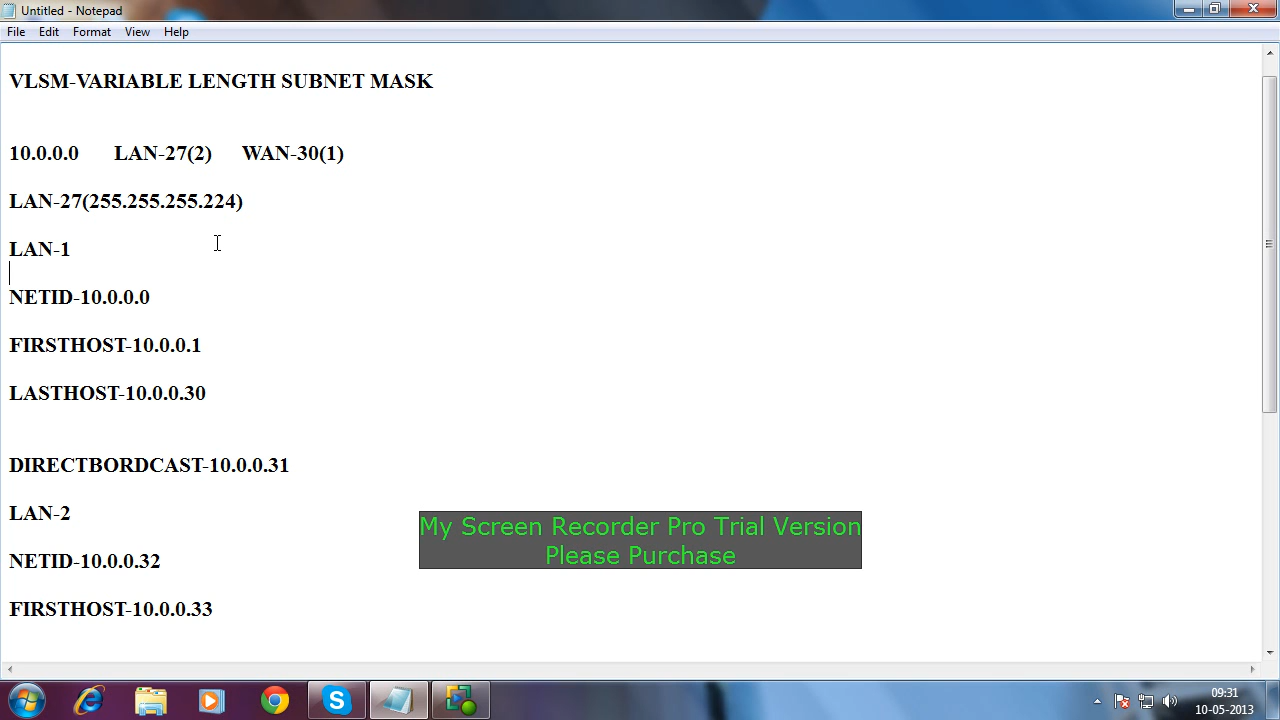 Untitled - Notepad
File Edit Format View Help
VLSM-VARIABLE LENGTH SUBNET MASK
10.0.0.0 LAN-27(2) WAN-30(1)
LAN-27(255.255.255.224)
LAN-1
NETID-10.0.0.0
FIRSTHOST-10.0.0.1
LASTHOST-10.0.0.30
DIRECTBORDCAST-10.0.0.31
LAN-2
My Screen Recorder Pro Trial Version
Please Purchase
NETID-10.0.0.32
FIRSTHOST-10.0.0.33
09:31
10-05-2013